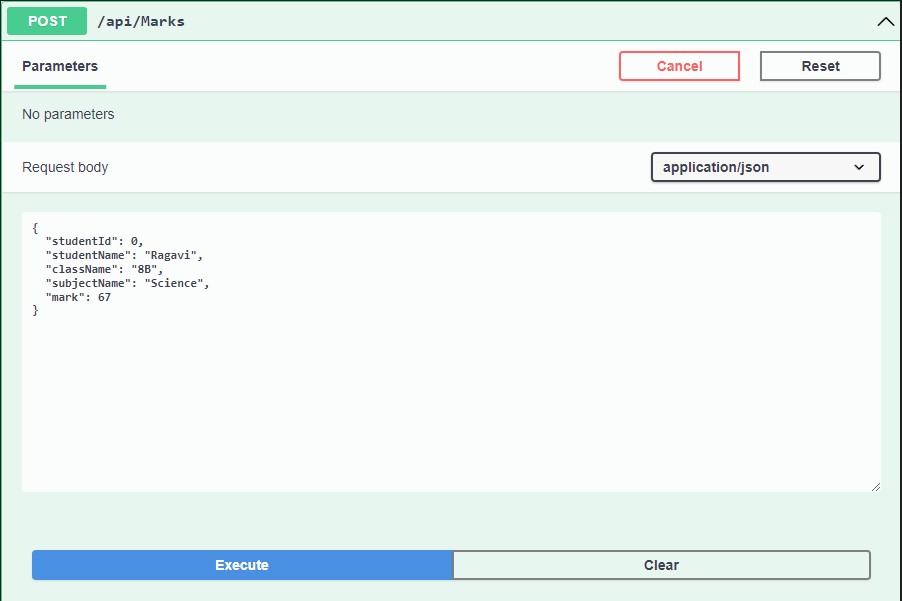 POST /api/Marks
Parameters
Cancel
Reset
No parameters
Request body
application/json
{
  "studentId": 0,
  "studentName": "Ragavi",
  "className": "8B",
  "subjectName": "Science",
  "mark": 67
}
Execute
Clear